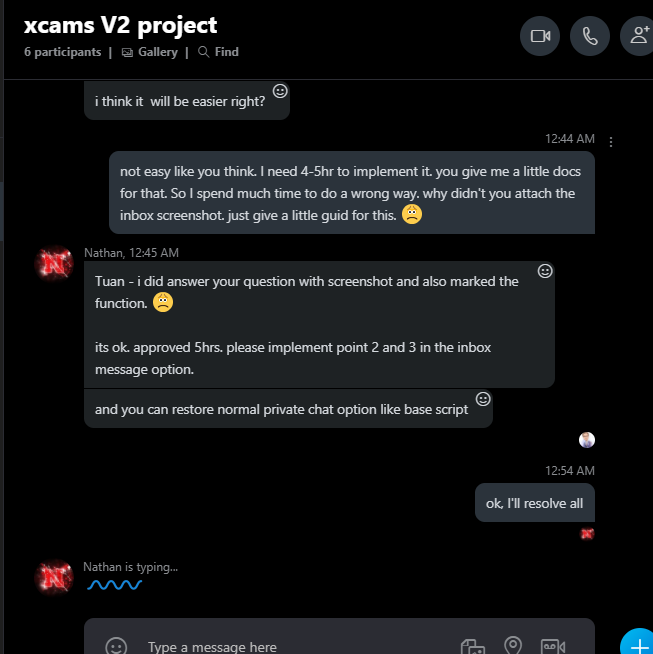 xcams V2 project
6 participants | Gallery | Find
i think it will be easier right?
12:44 AM
not easy like you think. I need 4-5hr to implement it. you give me a little docs
for that. So I spend much time to do a wrong way. why didn't you attach the
inbox screenshot. just give a little guid for this.
Nathan, 12:45 AM
Tuan - i did answer your question with screenshot and also marked the
function.
its ok. approved 5hrs. please implement point 2 and 3 in the inbox
message option.
and you can restore normal private chat option like base script
12:54 AM
ok, I'll resolve all
Nathan is typing...
Type a message here